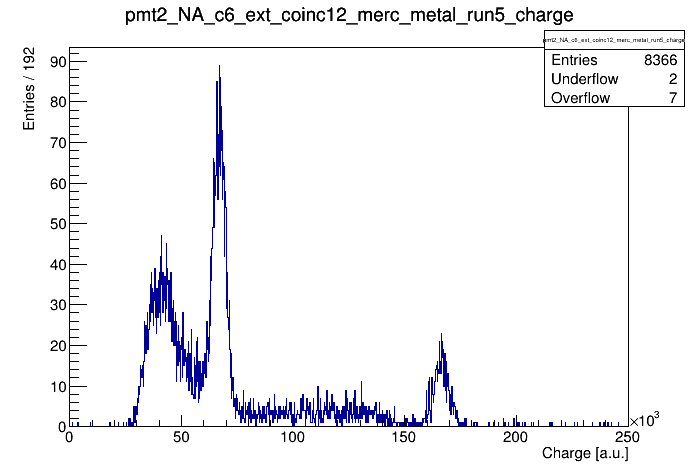 pmt2_NA_c6_ext_coinc12_merc_metal_run5_charge
pmt2_NA_c6_ext_coinc12_merc_metal_run5_charge
Entries 8366
Underflow 2
Overflow 7
Entries / 192
90
80
70
60
50
40
30
20
10
0
0 50 100 150 200 250
×10³
Charge [a.u.]